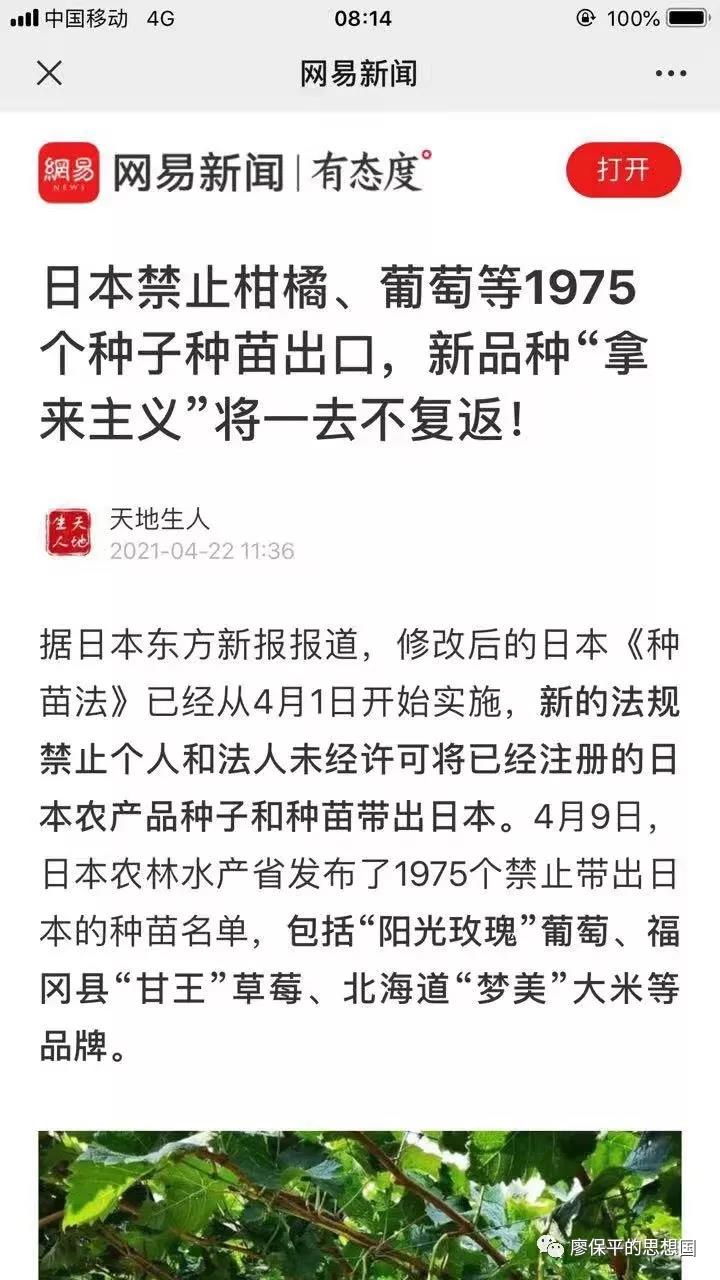 中国移动 4G 08:14 100%
网易新闻
網易 NEWS 网易新闻 | 有态度° 打开
日本禁止柑橘、葡萄等1975
个种子种苗出口，新品种“拿
来主义”将一去不复返！
天地生人 天地生人
2021-04-22 11:36
据日本东方新报报道，修改后的日本《种
苗法》已经从4月1日开始实施，新的法规
禁止个人和法人未经许可将已经注册的日
本农产品种子和种苗带出日本。4月9日，
日本农林水产省发布了1975个禁止带出日
本的种苗名单，包括“阳光玫瑰”葡萄、福
冈县“甘王”草莓、北海道“梦美”大米等
品牌。
廖保平的思想国